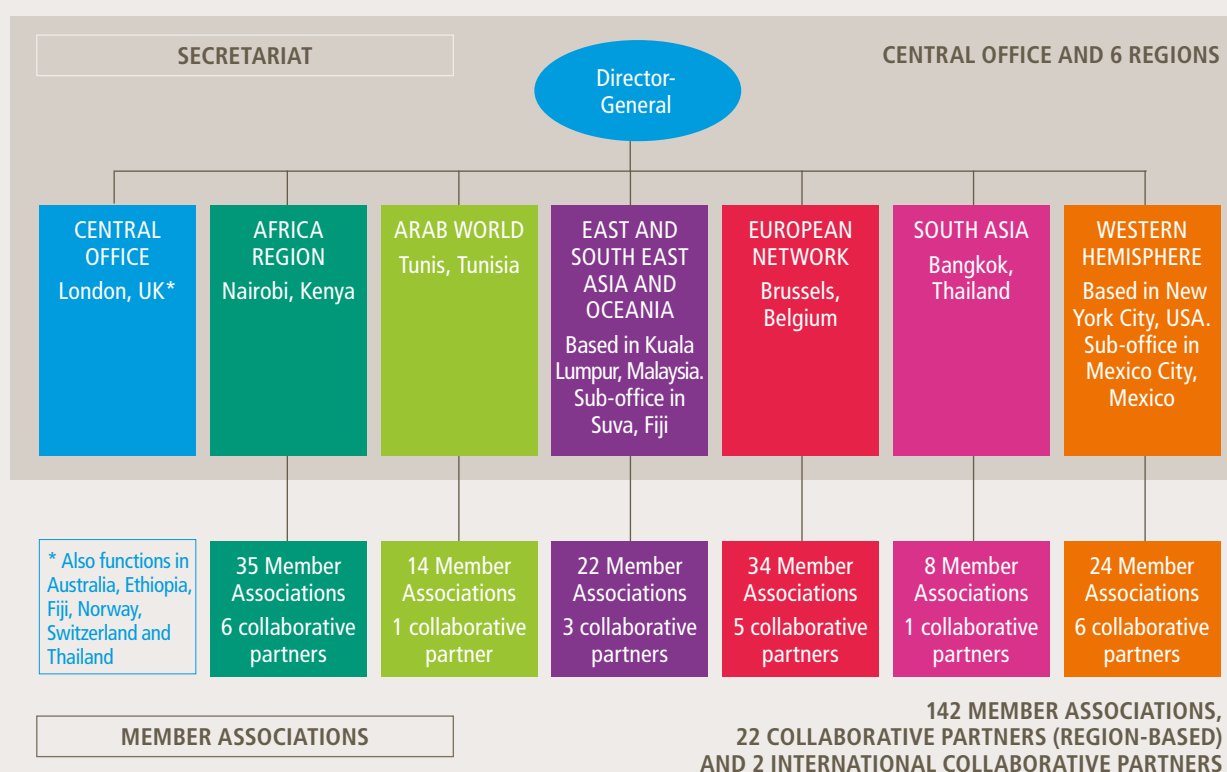 SECRETARIAT
CENTRAL OFFICE AND 6 REGIONS
Director-
General
CENTRAL
OFFICE
London, UK*
AFRICA
REGION
Nairobi, Kenya
ARAB WORLD
Tunis, Tunisia
EAST AND
SOUTH EAST
ASIA AND
OCEANIA
Based in Kuala
Lumpur, Malaysia.
Sub-office in
Suva, Fiji
EUROPEAN
NETWORK
Brussels,
Belgium
SOUTH ASIA
Bangkok,
Thailand
WESTERN
HEMISPHERE
Based in New
York City, USA.
Sub-office in
Mexico City,
Mexico
* Also functions in
Australia, Ethiopia,
Fiji, Norway,
Switzerland and
Thailand
35 Member
Associations
6 collaborative
partners
14 Member
Associations
1 collaborative
partner
22 Member
Associations
3 collaborative
partners
34 Member
Associations
5 collaborative
partners
8 Member
Associations
1 collaborative
partners
24 Member
Associations
6 collaborative
partners
MEMBER ASSOCIATIONS
142 MEMBER ASSOCIATIONS,
22 COLLABORATIVE PARTNERS (REGION-BASED)
AND 2 INTERNATIONAL COLLABORATIVE PARTNERS